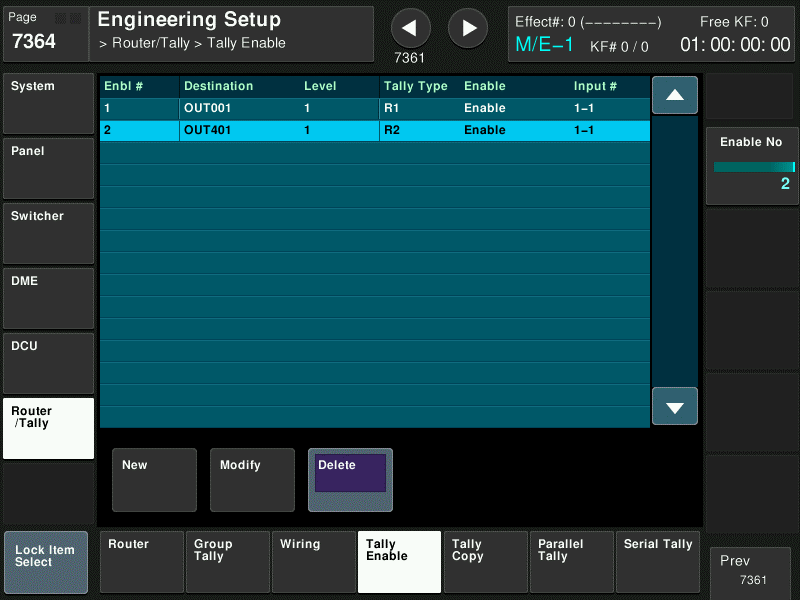 Page
7364
Engineering Setup
> Router/Tally > Tally Enable
7361
Effect#: 0 (--------)
Free KF: 0
M/E-1
KF# 0 / 0
01: 00: 00: 00
System
Panel
Switcher
DME
DCU
Router
/Tally
Lock Item
Select
Enbl # Destination Level Tally Type Enable Input #
1 OUT001 1 R1 Enable 1-1
2 OUT401 1 R2 Enable 1-1
Enable No
2
New
Modify
Delete
Router
Group
Tally
Wiring
Tally
Enable
Tally
Copy
Parallel
Tally
Serial Tally
Prev
7361